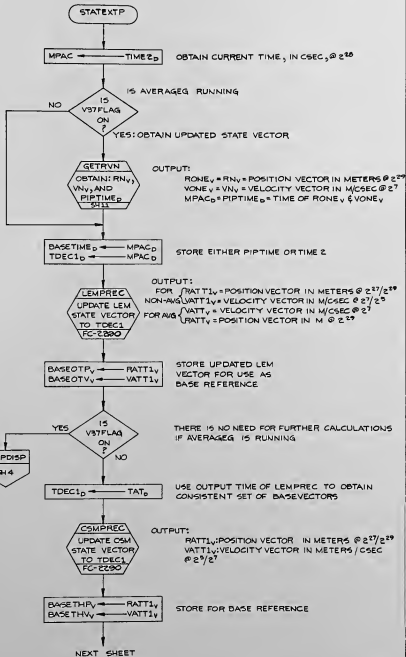 STATEXTP
MPAC ← TIME2D
OBTAIN CURRENT TIME, IN CSEC, @ 2^28
IS AVERAGEG RUNNING
NO
IS
V37FLAG
ON
?
YES: OBTAIN UPDATED STATE VECTOR
GETRVN
OBTAIN: RNV,
VNV, AND
PIPTIMED
SH11
OUTPUT:
RONEV = RNV = POSITION VECTOR IN METERS @ 2^29
VONEV = VNV = VELOCITY VECTOR IN M/CSEC @ 2^7
MPACD = PIPTIMED = TIME OF RONEV & VONEV
BASETIMED ← MPACD
TDEC1D ← MPACD
STORE EITHER PIPTIME OR TIME 2
LEMPREC
UPDATE LEM
STATE VECTOR
TO TDEC1
OUTPUT:
FOR NON-AVG { RATT1V = POSITION VECTOR IN METERS @ 2^27/2^29
VATT1V = VELOCITY VECTOR IN M/CSEC @ 2^7/2^5
FOR AVG { VATTV = VELOCITY VECTOR IN M/CSEC @ 2^7
RATTV = POSITION VECTOR IN M @ 2^29
BASEOTPV ← RATT1V
BASEOTVV ← VATT1V
STORE UPDATED LEM
VECTOR FOR USE AS
BASE REFERENCE
YES
IS
V37FLAG
ON
?
NO
THERE IS NO NEED FOR FURTHER CALCULATIONS
IF AVERAGEG IS RUNNING
PDISP
H4
TDEC1D ← TATD
USE OUTPUT TIME OF LEMPREC TO OBTAIN
CONSISTENT SET OF BASEVECTORS
CSMPREC
UPDATE CSM
STATE VECTOR
TO TDEC1
FC-2290
OUTPUT:
RATT1V: POSITION VECTOR IN METERS @ 2^27/2^29
VATT1V: VELOCITY VECTOR IN METERS / CSEC
@ 2^5/2^7
BASETHPV ← RATT1V
BASETHVV ← VATT1V
STORE FOR BASE REFERENCE
NEXT SHEET